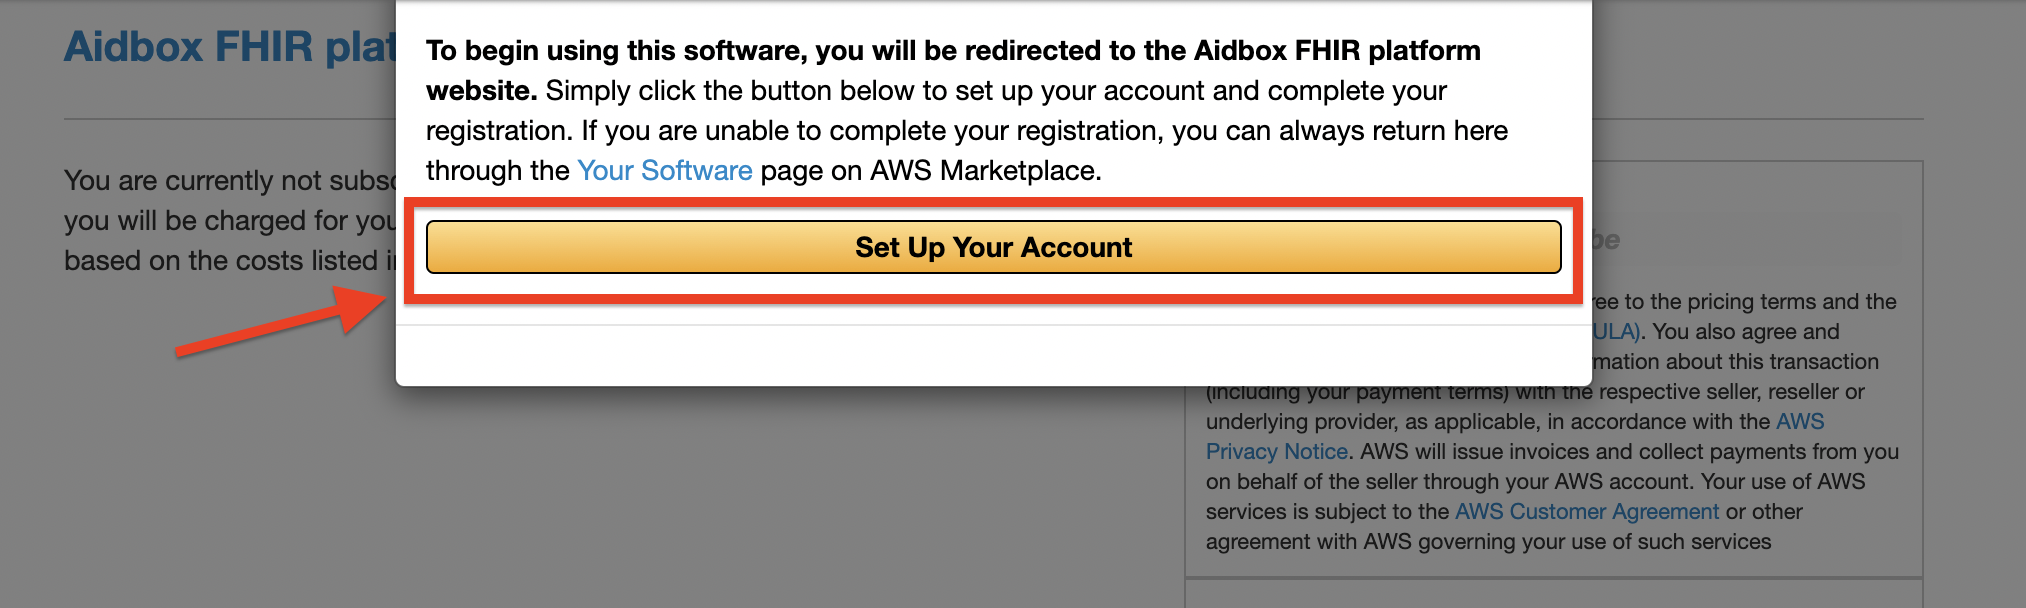 Aidbox FHIR plat
To begin using this software, you will be redirected to the Aidbox FHIR platform
website. Simply click the button below to set up your account and complete your
registration. If you are unable to complete your registration, you can always return here
through the Your Software page on AWS Marketplace.
Set Up Your Account
You are currently not subsc
you will be charged for you
based on the costs listed i
be
ree to the pricing terms and the
ULA). You also agree and
rmation about this transaction
(including your payment terms) with the respective seller, reseller or
underlying provider, as applicable, in accordance with the AWS
Privacy Notice. AWS will issue invoices and collect payments from you
on behalf of the seller through your AWS account. Your use of AWS
services is subject to the AWS Customer Agreement or other
agreement with AWS governing your use of such services